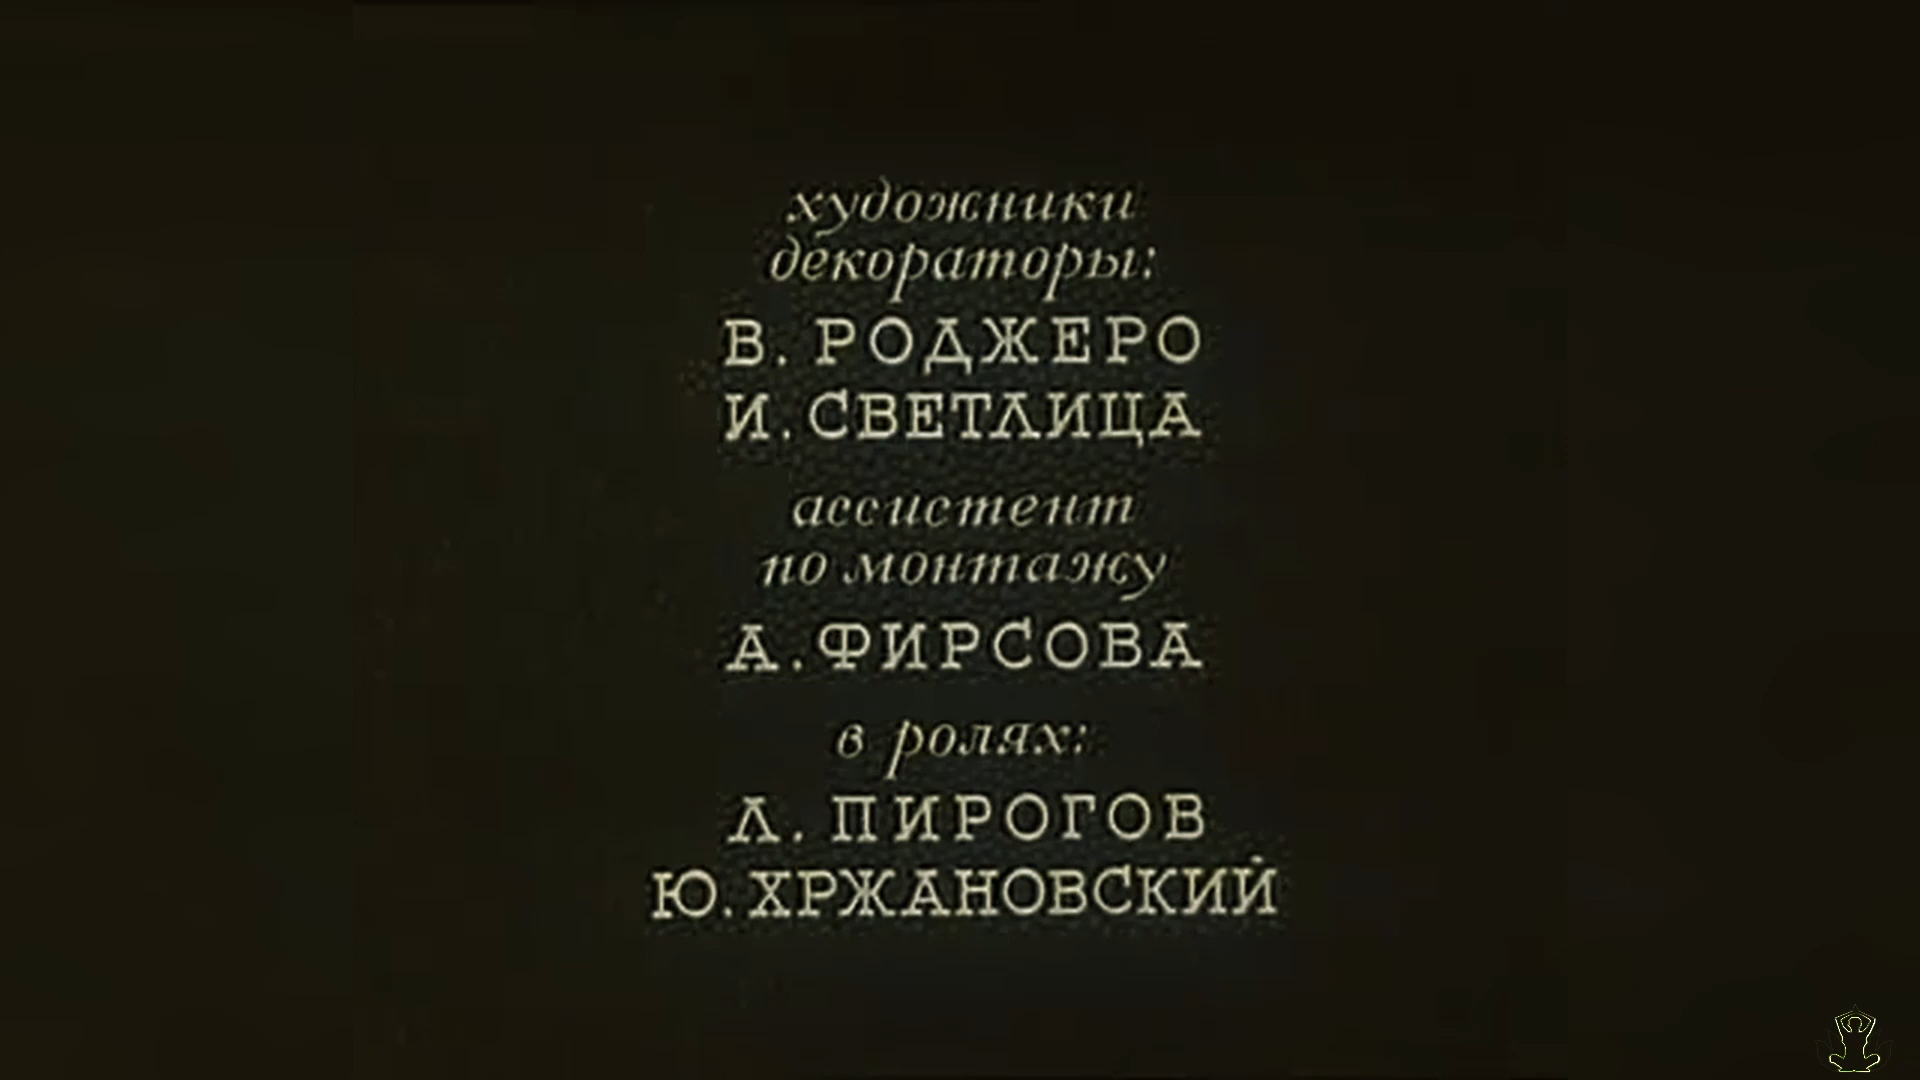 художники
декораторы:
В. РОДЖЕРО
И. СВЕТЛИЦА
ассистент
по монтажу
А. ФИРСОВА
в ролях:
Л. ПИРОГОВ
Ю. ХРЖАНОВСКИЙ